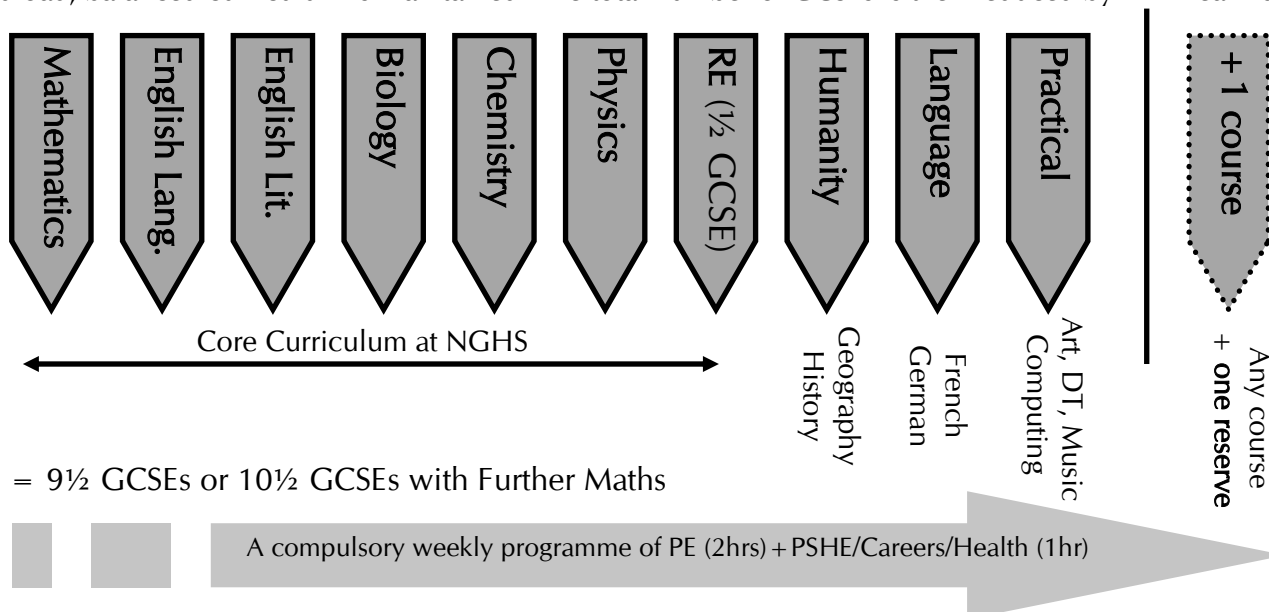 Mathematics
English Lang.
English Lit.
Biology
Chemistry
Physics
RE (½ GCSE)
Humanity
Language
Practical
+ 1 course
Core Curriculum at NGHS
Geography
History
French
German
Art, DT, Music
Computing
Any course
+ one reserve
= 9½ GCSEs or 10½ GCSEs with Further Maths
A compulsory weekly programme of PE (2hrs) + PSHE/Careers/Health (1hr)